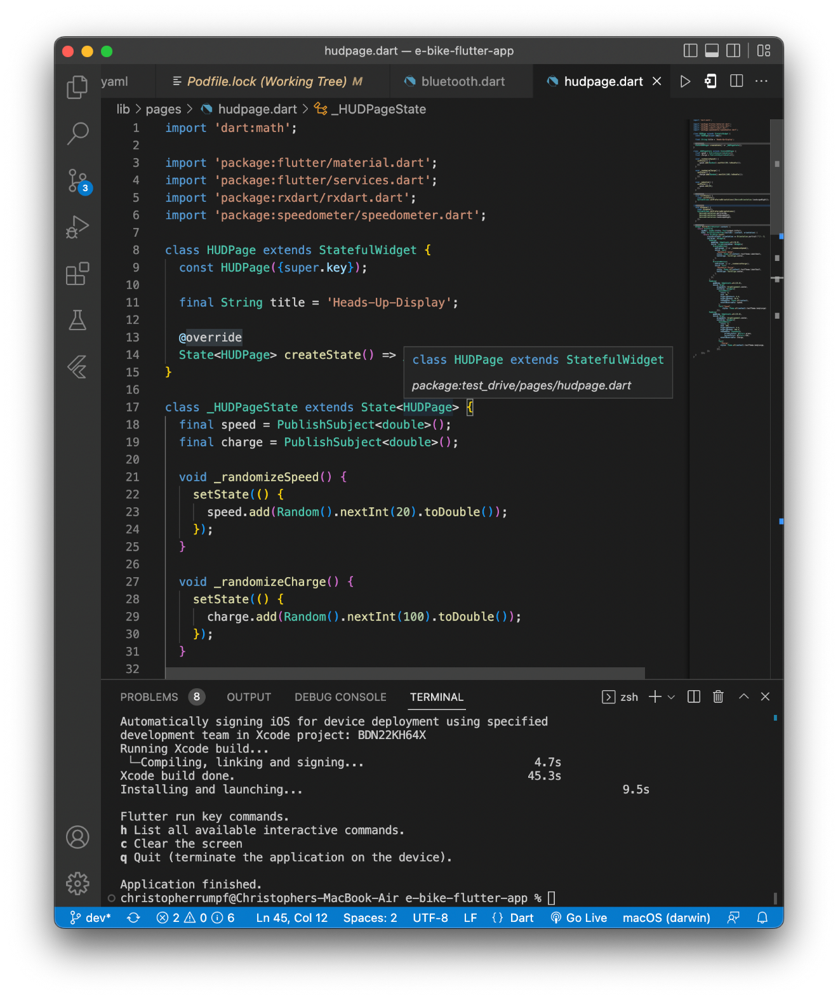 hudpage.dart — e-bike-flutter-app
yaml
Podfile.lock (Working Tree) M
bluetooth.dart
hudpage.dart
lib > pages > hudpage.dart > _HUDPageState
1 import 'dart:math';
2
3 import 'package:flutter/material.dart';
4 import 'package:flutter/services.dart';
5 import 'package:rxdart/rxdart.dart';
6 import 'package:speedometer/speedometer.dart';
7
8 class HUDPage extends StatefulWidget {
9 const HUDPage({super.key});
10
11 final String title = 'Heads-Up-Display';
12
13 @override
14 State<HUDPage> createState() =>
class HUDPage extends StatefulWidget
15 }
package:test_drive/pages/hudpage.dart
16
17 class _HUDPageState extends State<HUDPage> {
18 final speed = PublishSubject<double>();
19 final charge = PublishSubject<double>();
20
21 void _randomizeSpeed() {
22 setState(() {
23 speed.add(Random().nextInt(20).toDouble());
24 });
25 }
26
27 void _randomizeCharge() {
28 setState(() {
29 charge.add(Random().nextInt(100).toDouble());
30 });
31 }
32
3
PROBLEMS 8 OUTPUT DEBUG CONSOLE TERMINAL zsh
Automatically signing iOS for device deployment using specified
development team in Xcode project: BDN22KH64X
Running Xcode build...
└─Compiling, linking and signing... 4.7s
Xcode build done. 45.3s
Installing and launching... 9.5s
Flutter run key commands.
h List all available interactive commands.
c Clear the screen
q Quit (terminate the application on the device).
Application finished.
christopherrumpf@Christophers-MacBook-Air e-bike-flutter-app %
dev* 2 0 6 Ln 45, Col 12 Spaces: 2 UTF-8 LF {} Dart Go Live macOS (darwin)